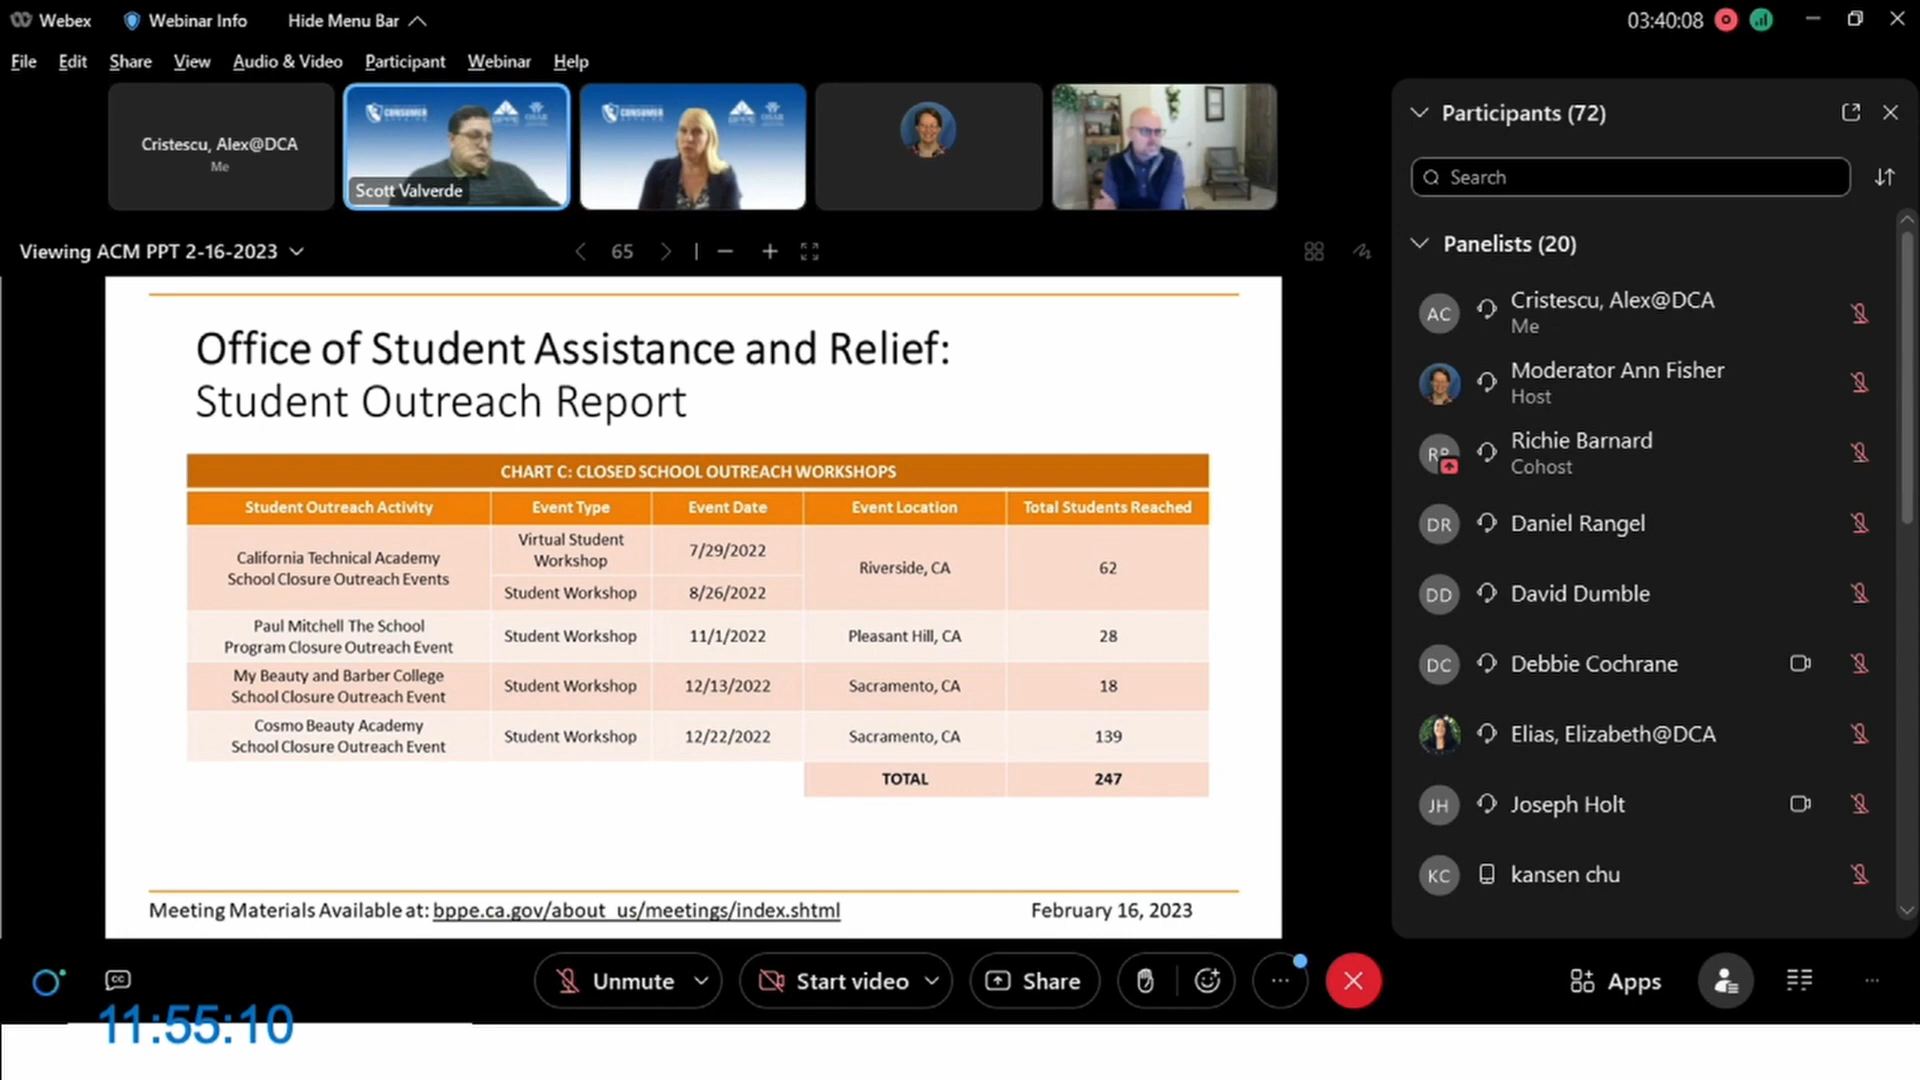 Webex
Webinar Info
Hide Menu Bar
03:40:08
File Edit Share View Audio & Video Participant Webinar Help
Cristescu, Alex@DCA
Me
CONSUMER
Scott Valverde
CONSUMER
Viewing ACM PPT 2-16-2023
65
Office of Student Assistance and Relief:
Student Outreach Report
CHART C: CLOSED SCHOOL OUTREACH WORKSHOPS
Student Outreach Activity Event Type Event Date Event Location Total Students Reached
California Technical Academy
School Closure Outreach Events
Virtual Student
Workshop
7/29/2022
Student Workshop 8/26/2022
Riverside, CA
62
Paul Mitchell The School
Program Closure Outreach Event
Student Workshop 11/1/2022 Pleasant Hill, CA 28
My Beauty and Barber College
School Closure Outreach Event
Student Workshop 12/13/2022 Sacramento, CA 18
Cosmo Beauty Academy
School Closure Outreach Event
Student Workshop 12/22/2022 Sacramento, CA 139
TOTAL 247
Meeting Materials Available at: bppe.ca.gov/about_us/meetings/index.shtml
February 16, 2023
Participants (72)
Search
Panelists (20)
AC
Cristescu, Alex@DCA
Me
Moderator Ann Fisher
Host
Richie Barnard
Cohost
DR Daniel Rangel
DD David Dumble
DC Debbie Cochrane
Elias, Elizabeth@DCA
JH Joseph Holt
KC kansen chu
CC
Unmute
Start video
Share
Apps
11:55:10